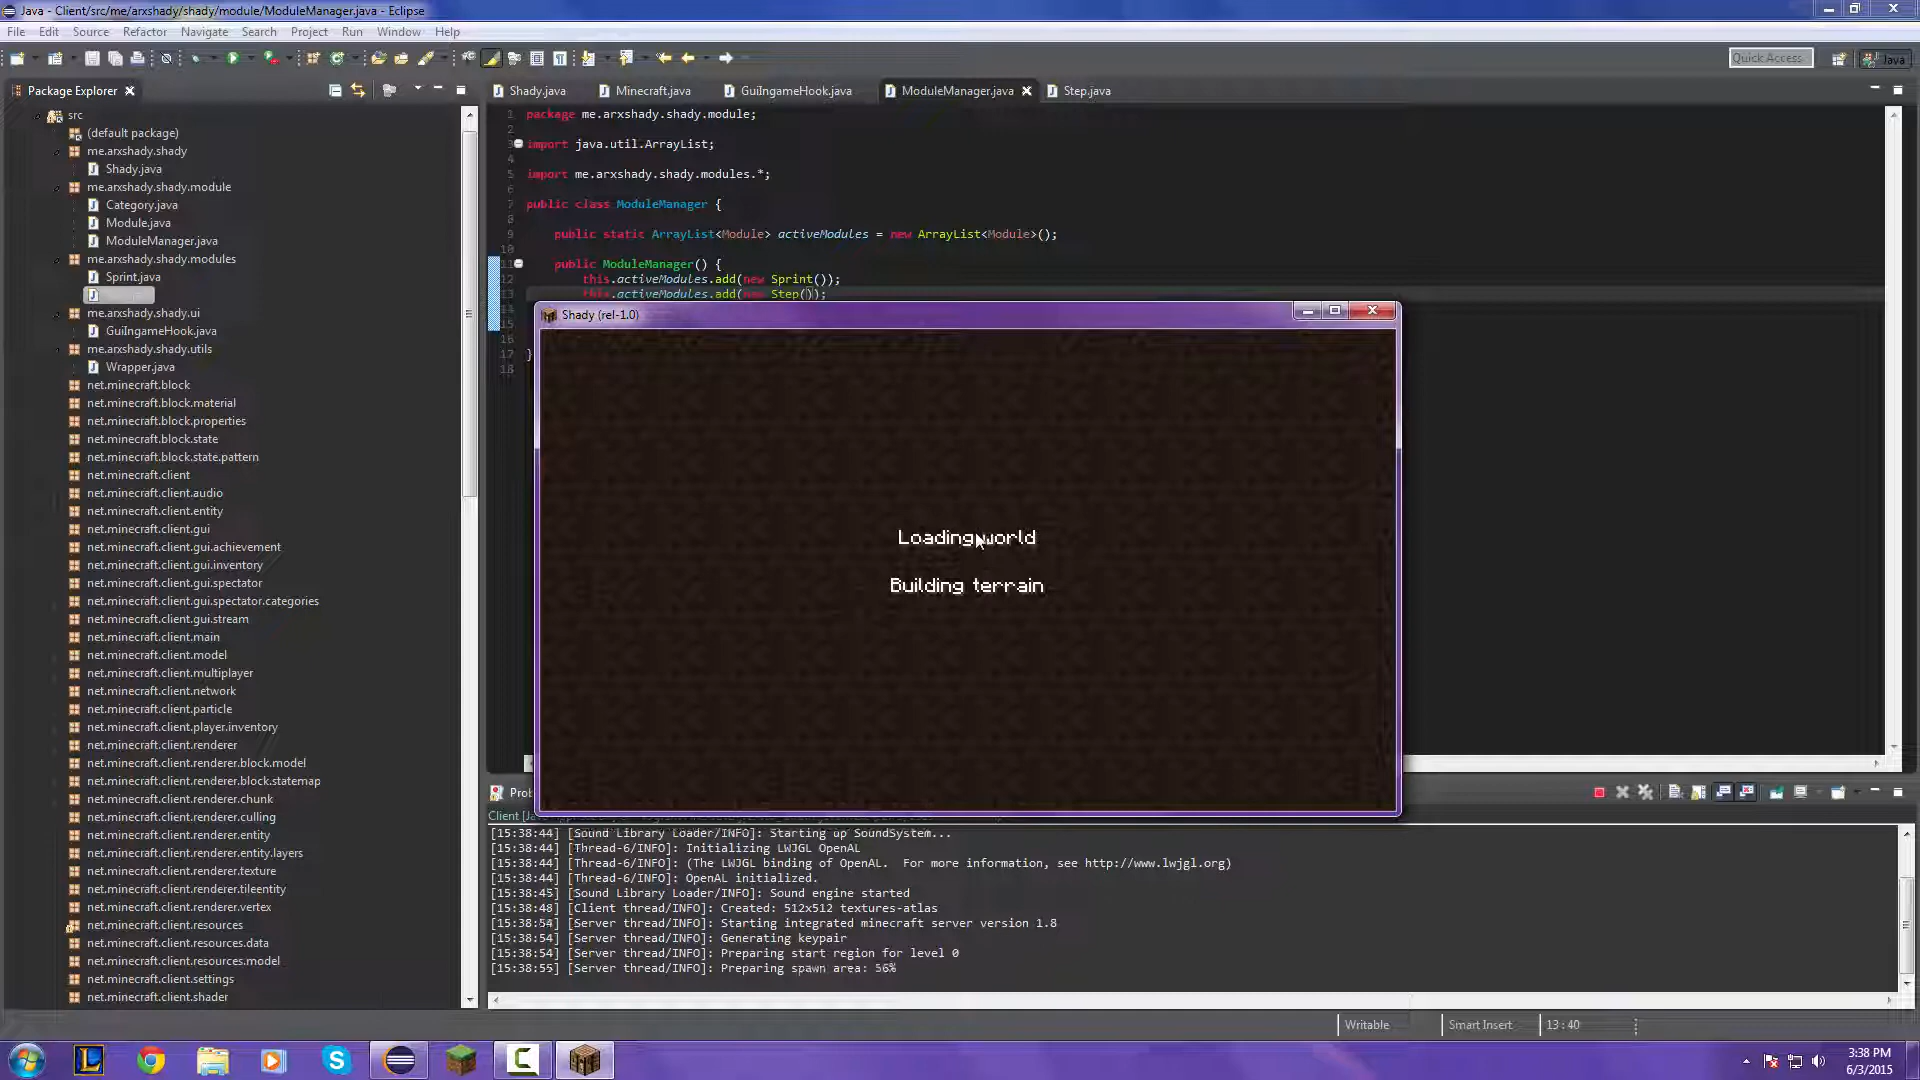 Java - Client/src/me/arxshady/shady/module/ModuleManager.java - Eclipse
File Edit Source Refactor Navigate Search Project Run Window Help
Quick Access
Java
Package Explorer
Shady.java Minecraft.java GuiIngameHook.java ModuleManager.java Step.java
src
(default package)
me.arxshady.shady
Shady.java
me.arxshady.shady.module
Category.java
Module.java
ModuleManager.java
me.arxshady.shady.modules
Sprint.java
me.arxshady.shady.ui
GuiIngameHook.java
me.arxshady.shady.utils
Wrapper.java
net.minecraft.block
net.minecraft.block.material
net.minecraft.block.properties
net.minecraft.block.state
net.minecraft.block.state.pattern
net.minecraft.client
net.minecraft.client.audio
net.minecraft.client.entity
net.minecraft.client.gui
net.minecraft.client.gui.achievement
net.minecraft.client.gui.inventory
net.minecraft.client.gui.spectator
net.minecraft.client.gui.spectator.categories
net.minecraft.client.gui.stream
net.minecraft.client.main
net.minecraft.client.model
net.minecraft.client.multiplayer
net.minecraft.client.network
net.minecraft.client.particle
net.minecraft.client.player.inventory
net.minecraft.client.renderer
net.minecraft.client.renderer.block.model
net.minecraft.client.renderer.block.statemap
net.minecraft.client.renderer.chunk
net.minecraft.client.renderer.culling
net.minecraft.client.renderer.entity
net.minecraft.client.renderer.entity.layers
net.minecraft.client.renderer.texture
net.minecraft.client.renderer.tileentity
net.minecraft.client.renderer.vertex
net.minecraft.client.resources
net.minecraft.client.resources.data
net.minecraft.client.resources.model
net.minecraft.client.settings
net.minecraft.client.shader
1 package me.arxshady.shady.module;
2
3 import java.util.ArrayList;
4
5 import me.arxshady.shady.modules.*;
6
7 public class ModuleManager {
8
9 public static ArrayList<Module> activeModules = new ArrayList<Module>();
10
11 public ModuleManager() {
12 this.activeModules.add(new Sprint());
13 this.activeModules.add(new Step());
16
17 }
18
Shady (rel-1.0)
Loading world
Building terrain
[15:38:44] [Sound Library Loader/INFO]: Starting up SoundSystem...
[15:38:44] [Thread-6/INFO]: Initializing LWJGL OpenAL
[15:38:44] [Thread-6/INFO]: (The LWJGL binding of OpenAL.  For more information, see http://www.lwjgl.org)
[15:38:44] [Thread-6/INFO]: OpenAL initialized.
[15:38:45] [Sound Library Loader/INFO]: Sound engine started
[15:38:48] [Client thread/INFO]: Created: 512x512 textures-atlas
[15:38:54] [Server thread/INFO]: Starting integrated minecraft server version 1.8
[15:38:54] [Server thread/INFO]: Generating keypair
[15:38:54] [Server thread/INFO]: Preparing start region for level 0
[15:38:55] [Server thread/INFO]: Preparing spawn area: 56%
Writable Smart Insert 13:40
3:38 PM
6/3/2015